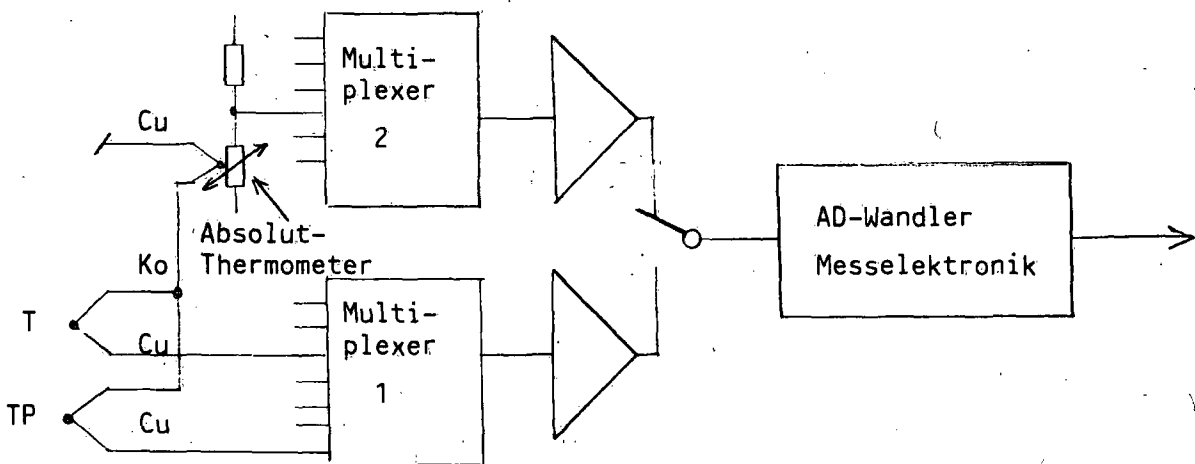 Multi-
plexer
2
Cu
Absolut-
Thermometer
AD-Wandler
Messelektronik
Ko
T
Cu
Multi-
plexer
1
TP
Cu